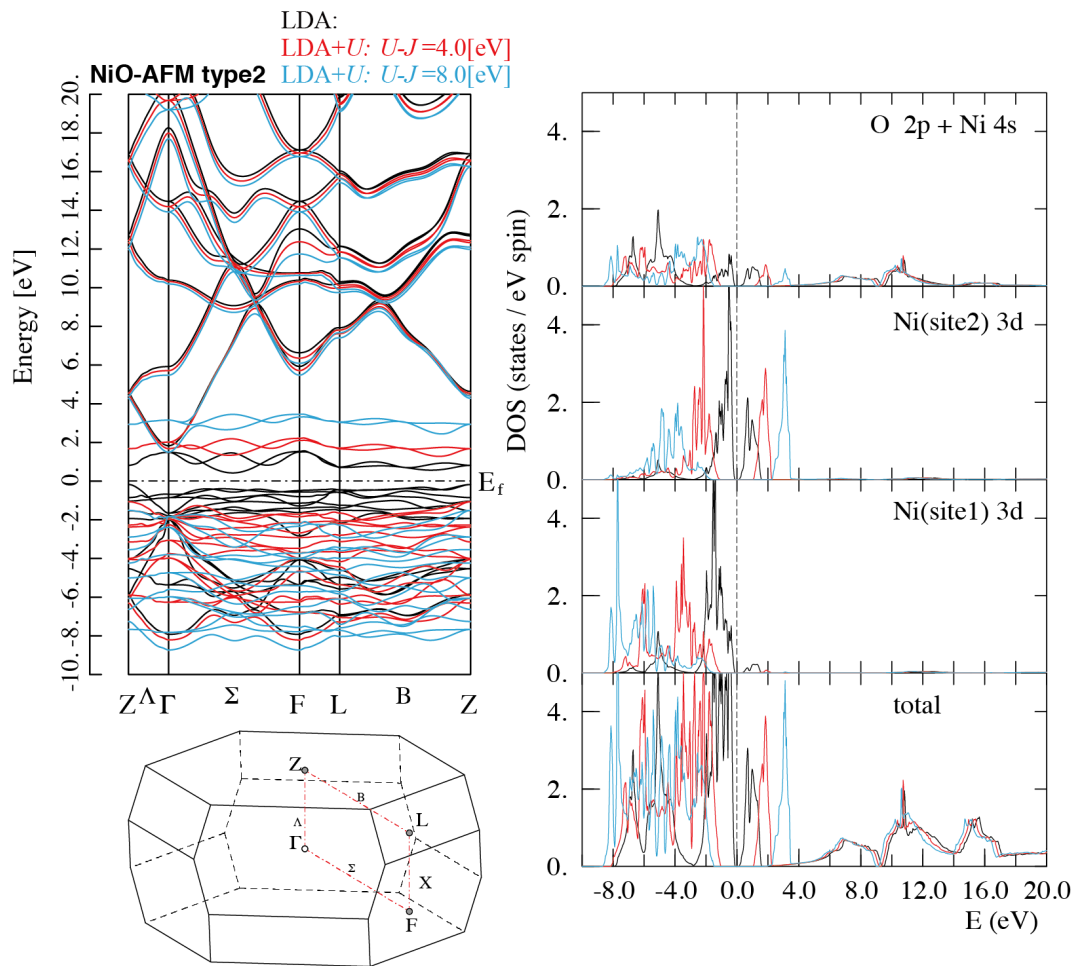 LDA:
LDA+U: U-J=4.0[eV]
NiO-AFM type2 LDA+U: U-J=8.0[eV]
Energy [eV]
20.
18.
16.
14.
12.
10.
8.
6.
4.
2.
0.
-2.
-4.
-6.
-8.
-10.
E_f
Z Λ Γ Σ F L B Z
Z
B
Λ
L
Γ
Σ
X
F
DOS (states / eV spin)
O 2p + Ni 4s
4.
2.
0.
Ni(site2) 3d
4.
2.
0.
Ni(site1) 3d
4.
2.
0.
total
4.
2.
0.
-8.0 -4.0 0.0 4.0 8.0 12.0 16.0 20.0
E (eV)